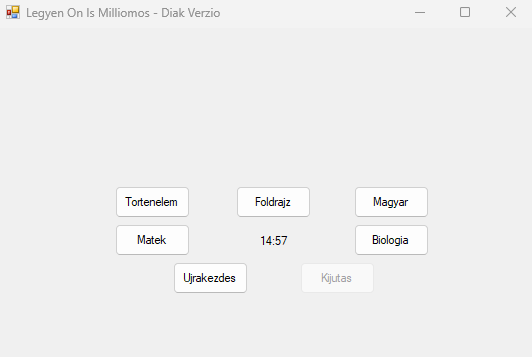 Legyen On Is Milliomos - Diak Verzio
Tortenelem Foldrajz Magyar
Matek 14:57 Biologia
Ujrakezdes Kijutas